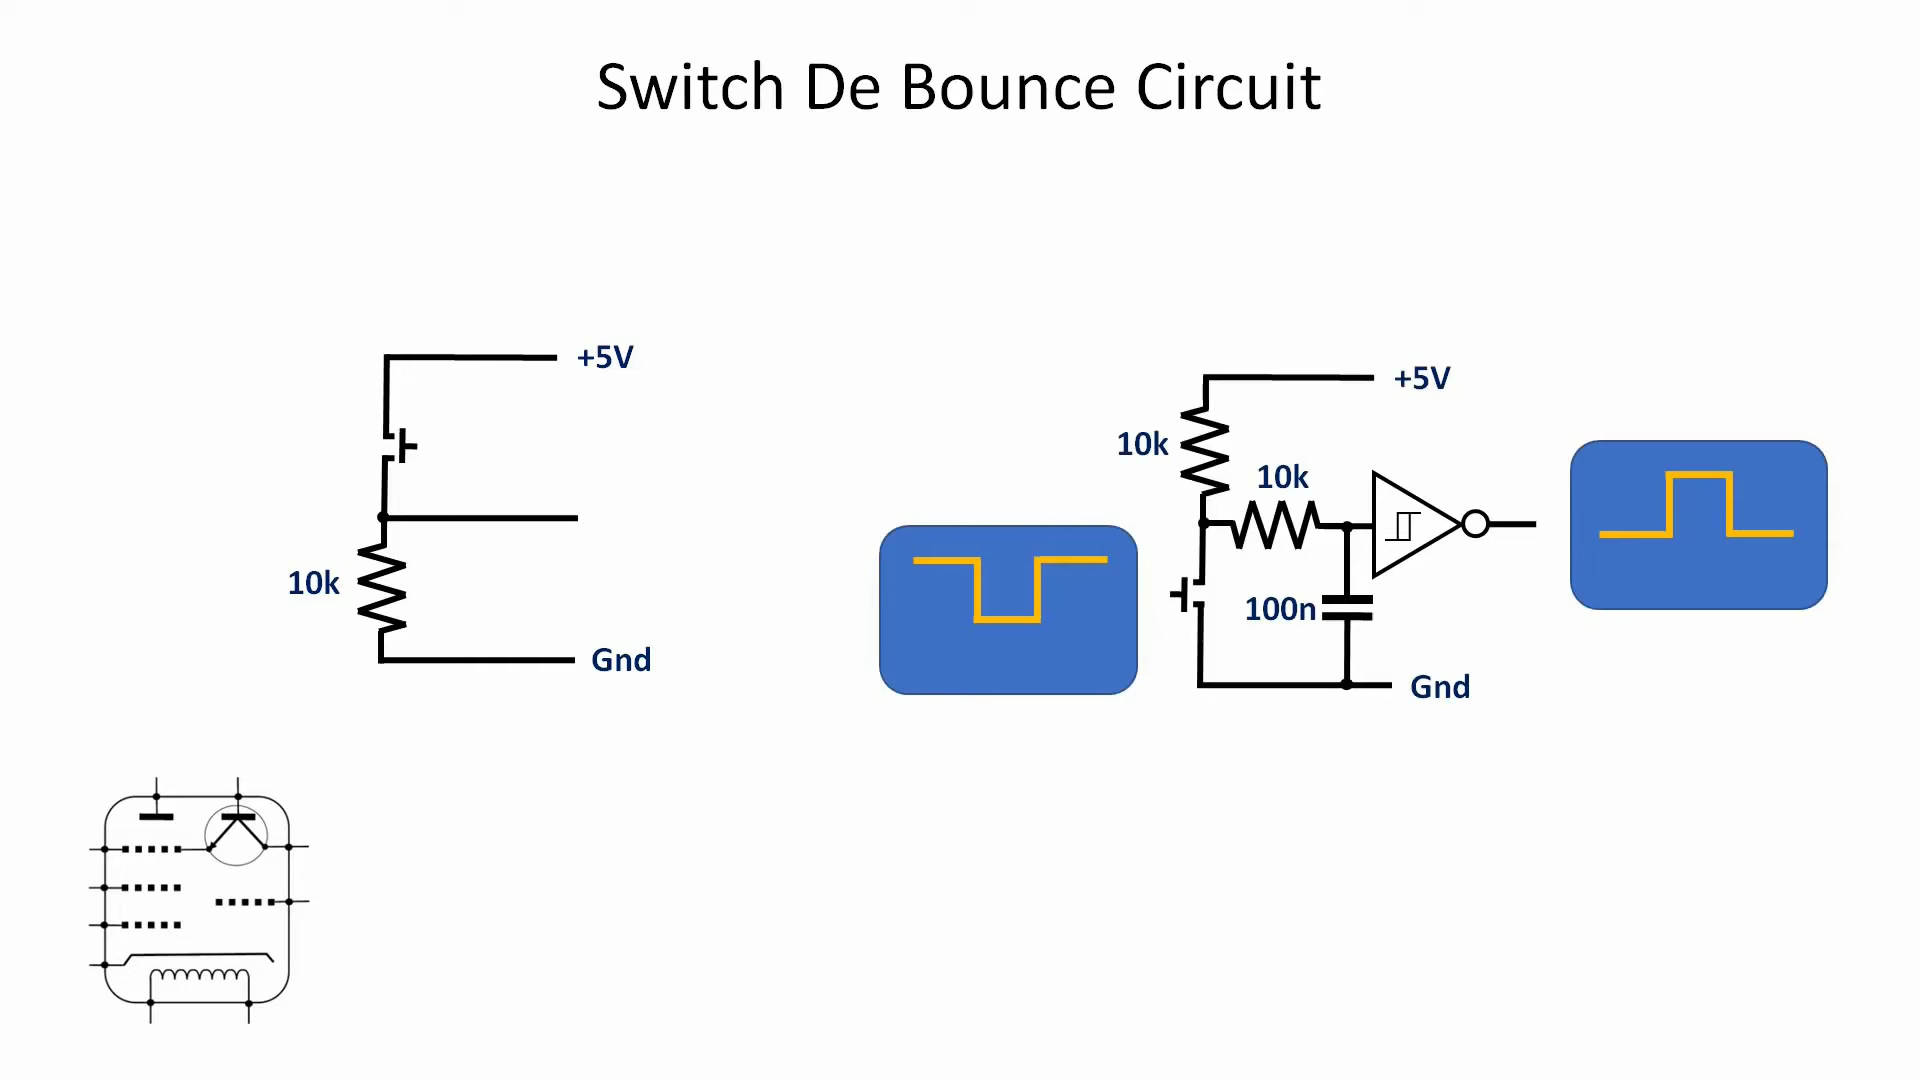 Switch De Bounce Circuit
+5V
10k
Gnd
+5V
10k
10k
100n
Gnd